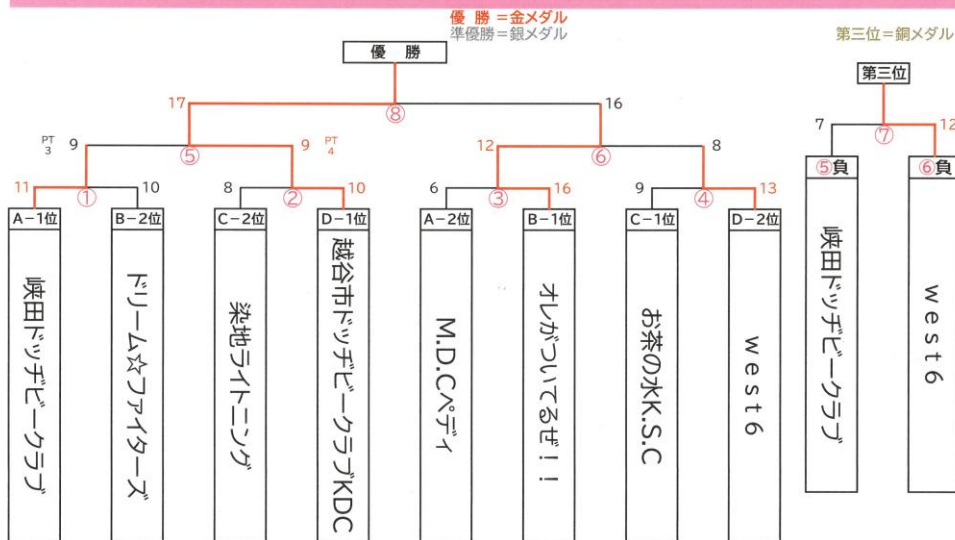 優勝=金メダル
準優勝=銀メダル
第三位=銅メダル
優 勝
第三位
17
⑧
16
7
⑦
12
PT
3
9
⑤
9
PT
4
12
⑥
8
⑤負
⑥負
11
①
10
8
②
10
6
③
16
9
④
13
A-1位
B-2位
C-2位
D-1位
A-2位
B-1位
C-1位
D-2位
峡田ドッヂビークラブ
ドリーム☆ファイターズ
染地ライトニング
越谷市ドッヂビークラブKDC
M.D.Cペディ
オレがついてるぜ！！
お茶の水K.S.C
west6
峡田ドッヂビークラブ
west6